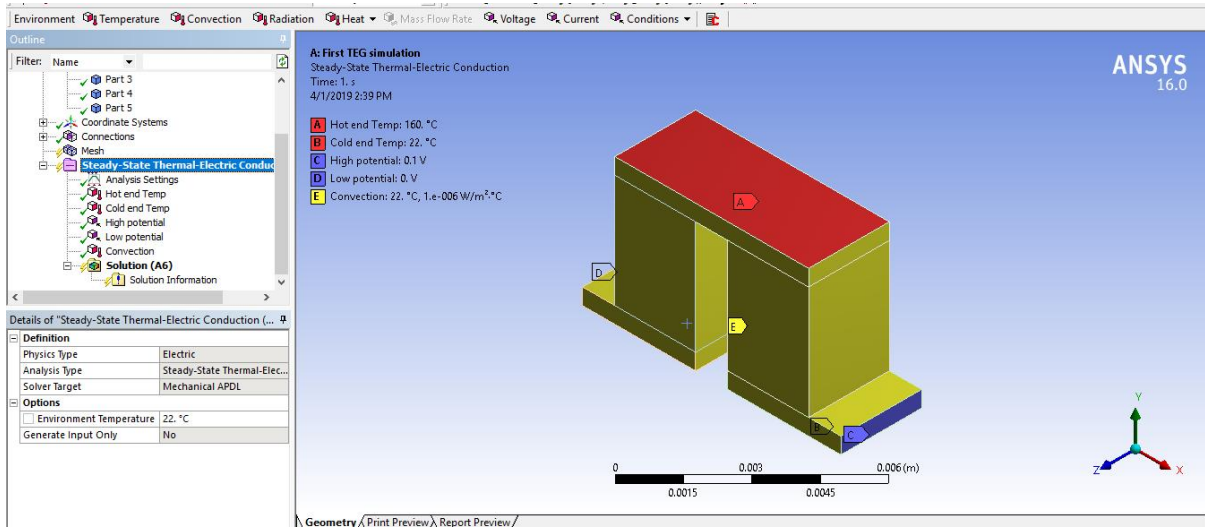 Environment Temperature Convection Radiation Heat Mass Flow Rate Voltage Current Conditions
Outline
Filter: Name
Part 3
Part 4
Part 5
Coordinate Systems
Connections
Mesh
Steady-State Thermal-Electric Conduc
Analysis Settings
Hot end Temp
Cold end Temp
High potential
Low potential
Convection
Solution (A6)
Solution Information
Details of "Steady-State Thermal-Electric Conduction (...
Definition
Physics Type Electric
Analysis Type Steady-State Thermal-Elec...
Solver Target Mechanical APDL
Options
Environment Temperature 22. °C
Generate Input Only No
A: First TEG simulation
Steady-State Thermal-Electric Conduction
Time: 1. s
4/1/2019 2:39 PM
A Hot end Temp: 160. °C
B Cold end Temp: 22. °C
C High potential: 0.1 V
D Low potential: 0. V
E Convection: 22. °C, 1.e-006 W/m²·°C
ANSYS
16.0
A
D
E
B
C
0 0.003 0.006 (m)
0.0015 0.0045
Y
Z X
Geometry Print Preview Report Preview